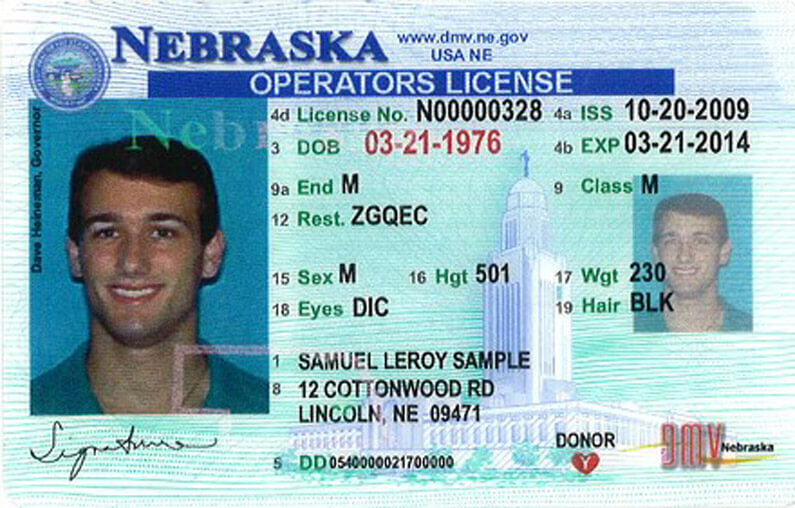 NEBRASKA www.dmv.ne.gov
USA NE
OPERATORS LICENSE
4d License No. N00000328 4a ISS 10-20-2009
3 DOB 03-21-1976 4b EXP 03-21-2014
9a End M 9 Class M
12 Rest. ZGQEC
15 Sex M 16 Hgt 501 17 Wgt 230
18 Eyes DIC 19 Hair BLK
1 SAMUEL LEROY SAMPLE
8 12 COTTONWOOD RD
LINCOLN, NE 09471
DONOR
Y
5 DD 0540000021700000
DMV Nebraska
Dave Heineman, Governor
Nebr
Signature